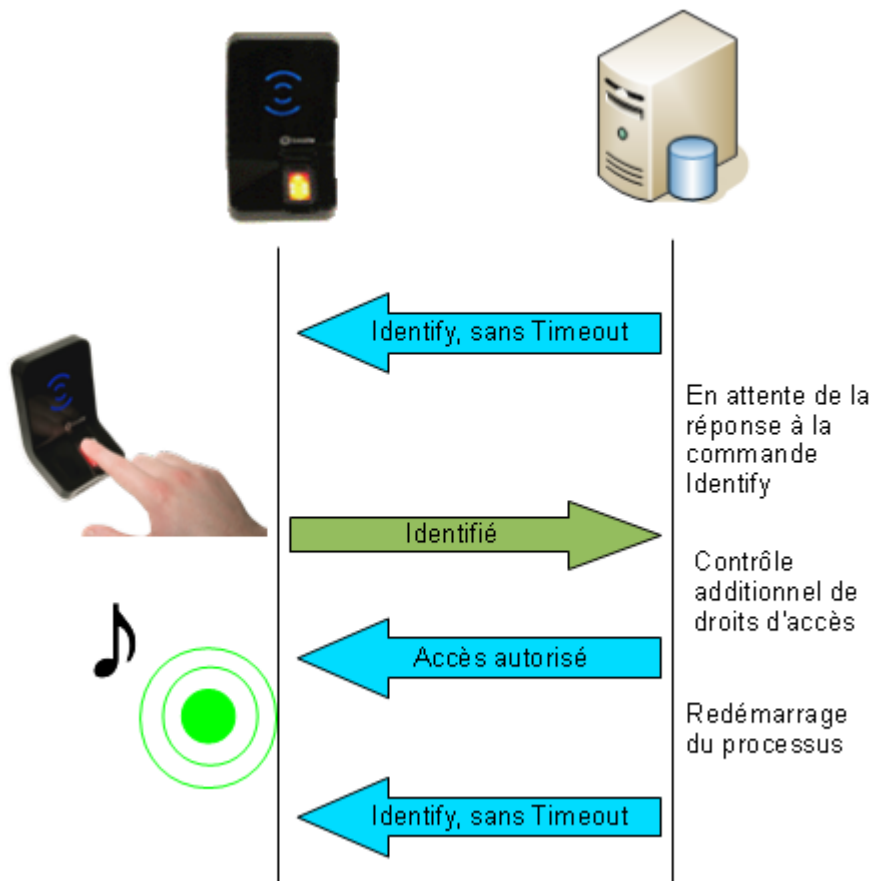 Identify, sans Timeout
En attente de la
réponse à la
commande
Identify
Identifié
Contrôle
additionnel de
droits d'accès
Accès autorisé
Redémarrage
du processus
Identify, sans Timeout